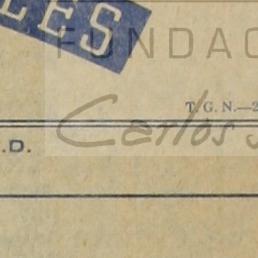 LES
FUNDAC
T. G. N.—2
Carlos S
.D.